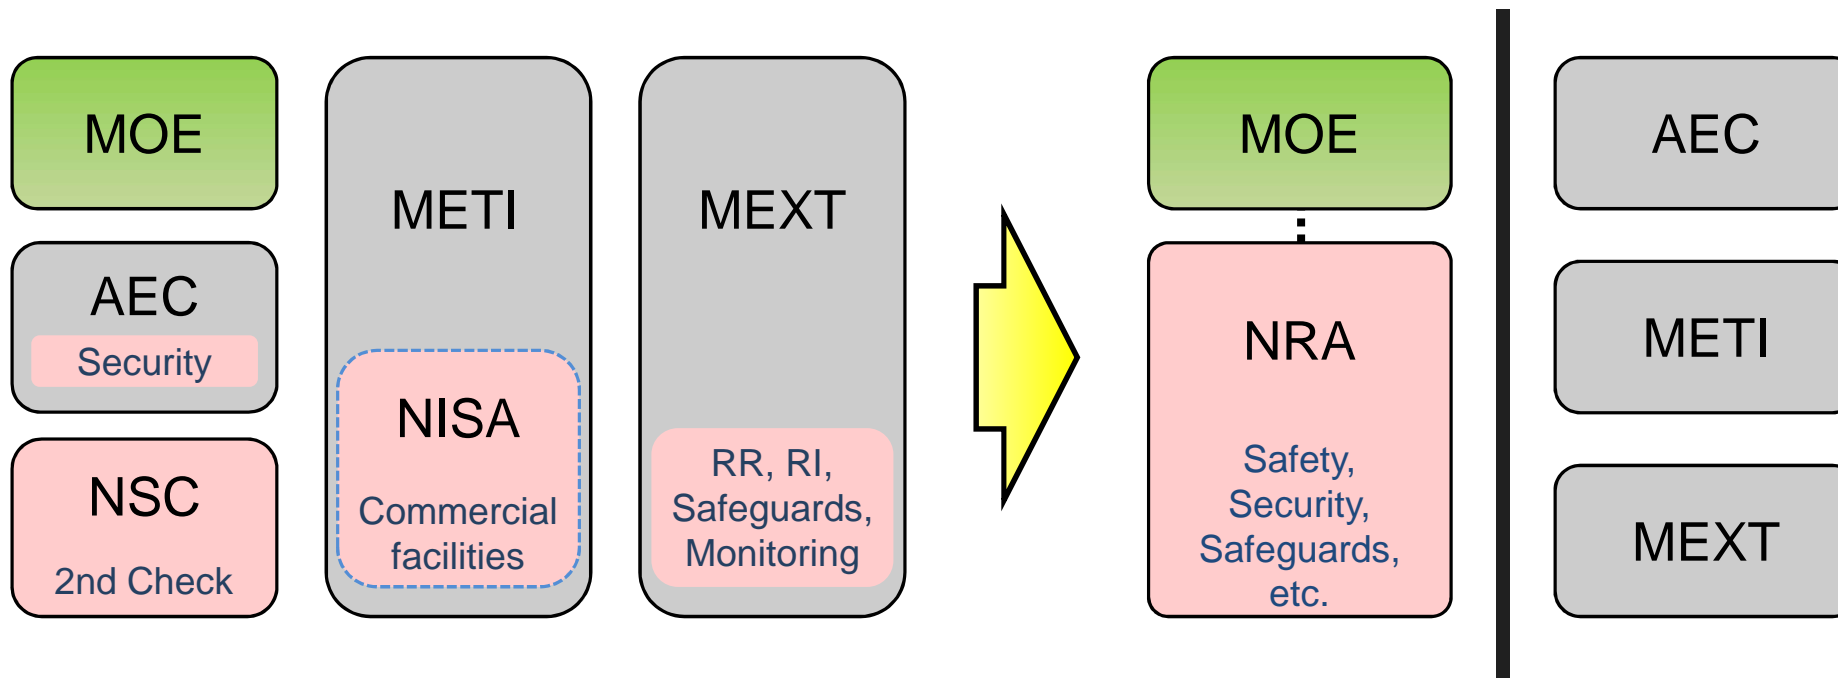 MOE
AEC
Security
NSC
2nd Check
METI
NISA
Commercial
facilities
MEXT
RR, RI,
Safeguards,
Monitoring
MOE
NRA
Safety,
Security,
Safeguards,
etc.
AEC
METI
MEXT